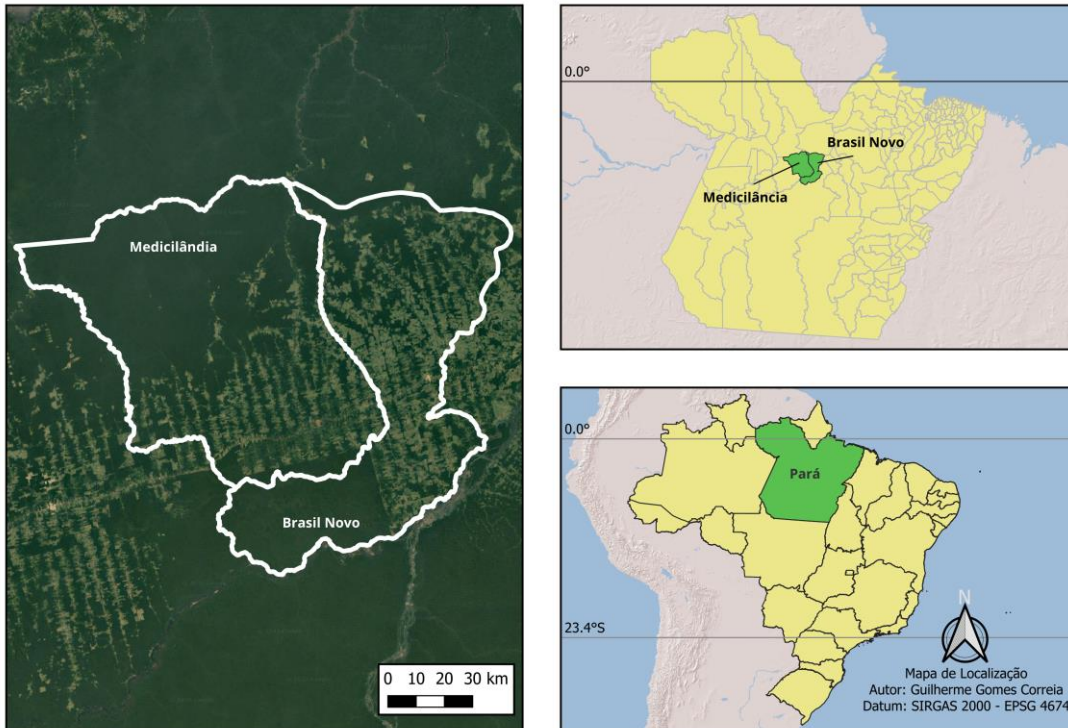 Medicilândia
Brasil Novo
0 10 20 30 km
0.0°
Brasil Novo
Medicilância
0.0°
Pará
23.4°S
N
Mapa de Localização
Autor: Guilherme Gomes Correia
Datum: SIRGAS 2000 - EPSG 4674